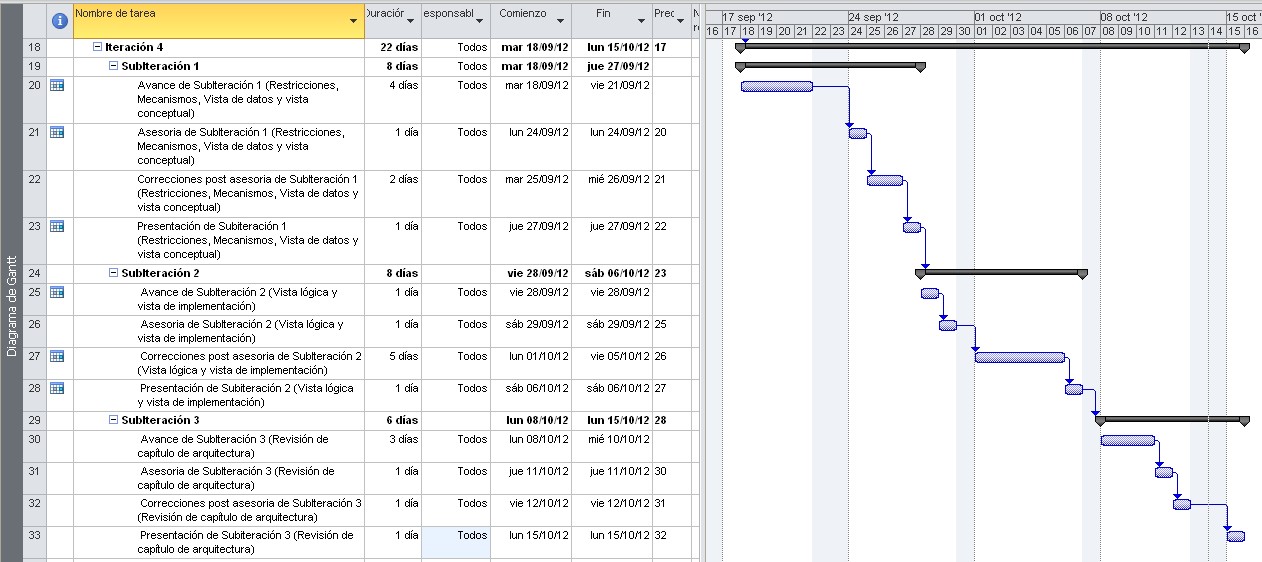 Nombre de tarea Duración esponsabl Comienzo Fin Prec N
r
17 sep '12 24 sep '12 01 oct '12 08 oct '12 15 oct '
16 17 18 19 20 21 22 23 24 25 26 27 28 29 30 01 02 03 04 05 06 07 08 09 10 11 12 13 14 15 16
Diagrama de Gantt
18 Iteración 4 22 días Todos mar 18/09/12 lun 15/10/12 17
19 SubIteración 1 8 días Todos mar 18/09/12 jue 27/09/12
20 Avance de SubIteración 1 (Restricciones, 4 días Todos mar 18/09/12 vie 21/09/12
Mecanismos, Vista de datos y vista
conceptual)
21 Asesoria de SubIteración 1 (Restricciones, 1 día Todos lun 24/09/12 lun 24/09/12 20
Mecanismos, Vista de datos y vista
conceptual)
22 Correcciones post asesoria de SubIteración 1 2 días Todos mar 25/09/12 mié 26/09/12 21
(Restricciones, Mecanismos, Vista de datos y
vista conceptual)
23 Presentación de SubIteración 1 1 día Todos jue 27/09/12 jue 27/09/12 22
(Restricciones, Mecanismos, Vista de datos y
vista conceptual)
24 SubIteración 2 8 días vie 28/09/12 sáb 06/10/12 23
25 Avance de SubIteración 2 (Vista lógica y 1 día Todos vie 28/09/12 vie 28/09/12
vista de implementación)
26 Asesoria de SubIteración 2 (Vista lógica y 1 día Todos sáb 29/09/12 sáb 29/09/12 25
vista de implementación)
27 Correcciones post asesoria de SubIteración 2 5 días Todos lun 01/10/12 vie 05/10/12 26
(Vista lógica y vista de implementación)
28 Presentación de SubIteración 2 (Vista lógica 1 día Todos sáb 06/10/12 sáb 06/10/12 27
y vista de implementación)
29 SubIteración 3 6 días lun 08/10/12 lun 15/10/12 28
30 Avance de SubIteración 3 (Revisión de 3 días Todos lun 08/10/12 mié 10/10/12
capítulo de arquitectura)
31 Asesoria de SubIteración 3 (Revisión de 1 día Todos jue 11/10/12 jue 11/10/12 30
capítulo de arquitectura)
32 Correcciones post asesoria de SubIteración 3 1 día Todos vie 12/10/12 vie 12/10/12 31
(Revisión de capítulo de arquitectura)
33 Presentación de SubIteración 3 (Revisión de 1 día Todos lun 15/10/12 lun 15/10/12 32
capítulo de arquitectura)